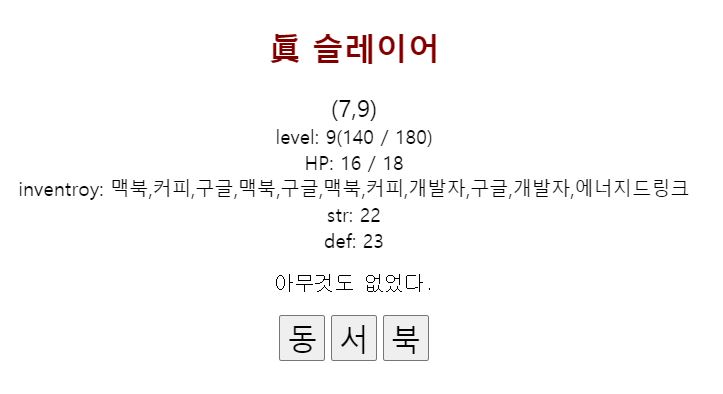 眞 슬레이어
(7,9)
level: 9(140 / 180)
HP: 16 / 18
inventroy: 맥북,커피,구글,맥북,구글,맥북,커피,개발자,구글,개발자,에너지드링크
str: 22
def: 23
아무것도 없었다.
동 서 북